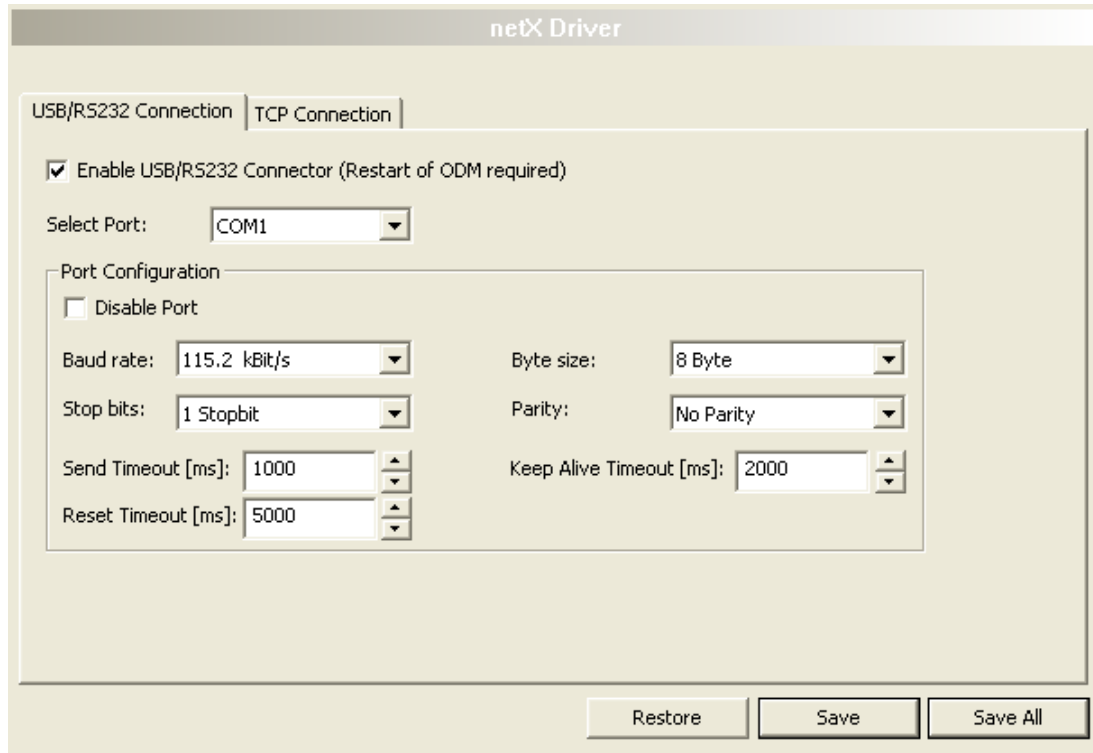 netX Driver
USB/RS232 Connection
TCP Connection
Enable USB/RS232 Connector (Restart of ODM required)
Select Port: COM1
Port Configuration
Disable Port
Baud rate: 115.2 kBit/s
Byte size: 8 Byte
Stop bits: 1 Stopbit
Parity: No Parity
Send Timeout [ms]: 1000
Keep Alive Timeout [ms]: 2000
Reset Timeout [ms]: 5000
Restore
Save
Save All